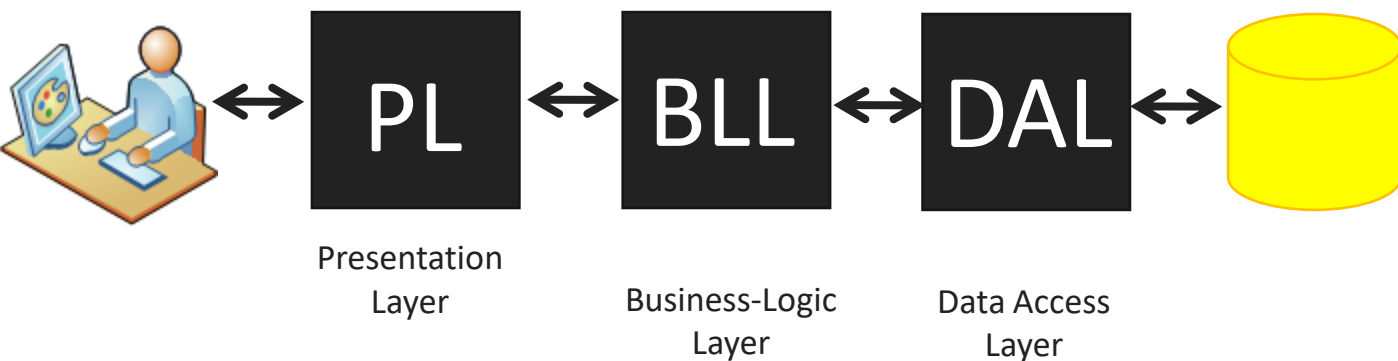 PL
BLL
DAL
Presentation
Layer
Business-Logic
Layer
Data Access
Layer